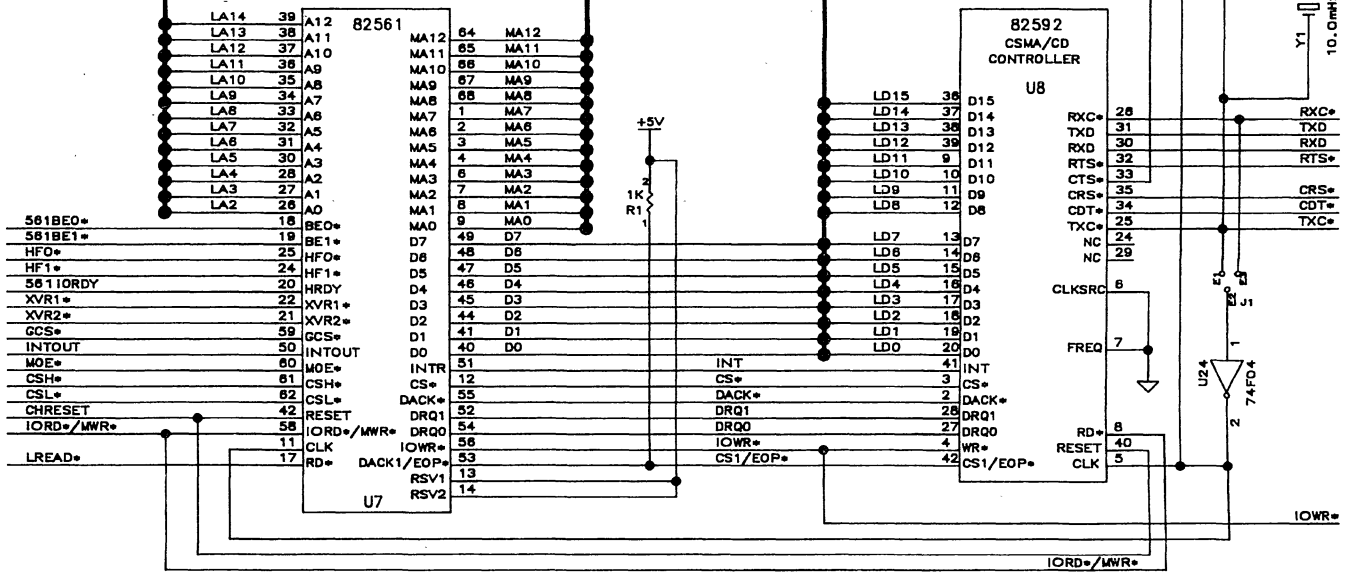 LA14 39 A12
LA13 38 A11
LA12 37 A10
LA11 36 A9
LA10 35 A8
LA9 34 A7
LA8 33 A6
LA7 32 A5
LA6 31 A4
LA5 30 A3
LA4 28 A2
LA3 27 A1
LA2 26 A0
561BE0* 18 BE0*
561BE1* 19 BE1*
HF0* 25 HF0*
HF1* 24 HF1*
561IORDY 20 HRDY
XVR1* 22 XVR1*
XVR2* 21 XVR2*
GCS* 59 GCS*
INTOUT 50 INTOUT
MOE* 60 MOE*
CSH* 61 CSH*
CSL* 62 CSL*
CHRESET 42 RESET
IORD*/MWR* 58 IORD*/MWR*
11 CLK
LREAD* 17 RD*
82561
U7
MA12 64 MA12
MA11 65 MA11
MA10 66 MA10
MA9 67 MA9
MA8 68 MA8
MA7 1 MA7
MA6 2 MA6
MA5 3 MA5
MA4 4 MA4
MA3 6 MA3
MA2 7 MA2
MA1 8 MA1
MA0 9 MA0
D7 49 D7
D6 48 D6
D5 47 D5
D4 46 D4
D3 45 D3
D2 44 D2
D1 41 D1
D0 40 D0
INTR 51
CS* 12
DACK* 55
DRQ1 52
DRQ0 54
IOWR* 56
DACK1/EOP* 53
RSV1 13
RSV2 14
+5V
2
1K
R1
1
INT
CS*
DACK*
DRQ1
DRQ0
IOWR*
CS1/EOP*
82592
CSMA/CD
CONTROLLER
U8
LD15 36 D15
LD14 37 D14
LD13 38 D13
LD12 39 D12
LD11 9 D11
LD10 10 D10
LD9 11 D9
LD8 12 D8
LD7 13 D7
LD6 14 D6
LD5 15 D5
LD4 16 D4
LD3 17 D3
LD2 18 D2
LD1 19 D1
LD0 20 D0
41 INT
3 CS*
2 DACK*
28 DRQ1
27 DRQ0
4 WR*
42 CS1/EOP*
RXC* 26 RXC*
TXD 31 TXD
RXD 30 RXD
RTS* 32 RTS*
CTS* 33
CRS* 35 CRS*
CDT* 34 CDT*
TXC* 25 TXC*
NC 24
NC 29
CLKSRC 6
FREQ 7
RD* 8
RESET 40
CLK 5
Y1
E1
E3
E2
J1
1
U24
74F04
2
IOWR*
IORD*/MWR*